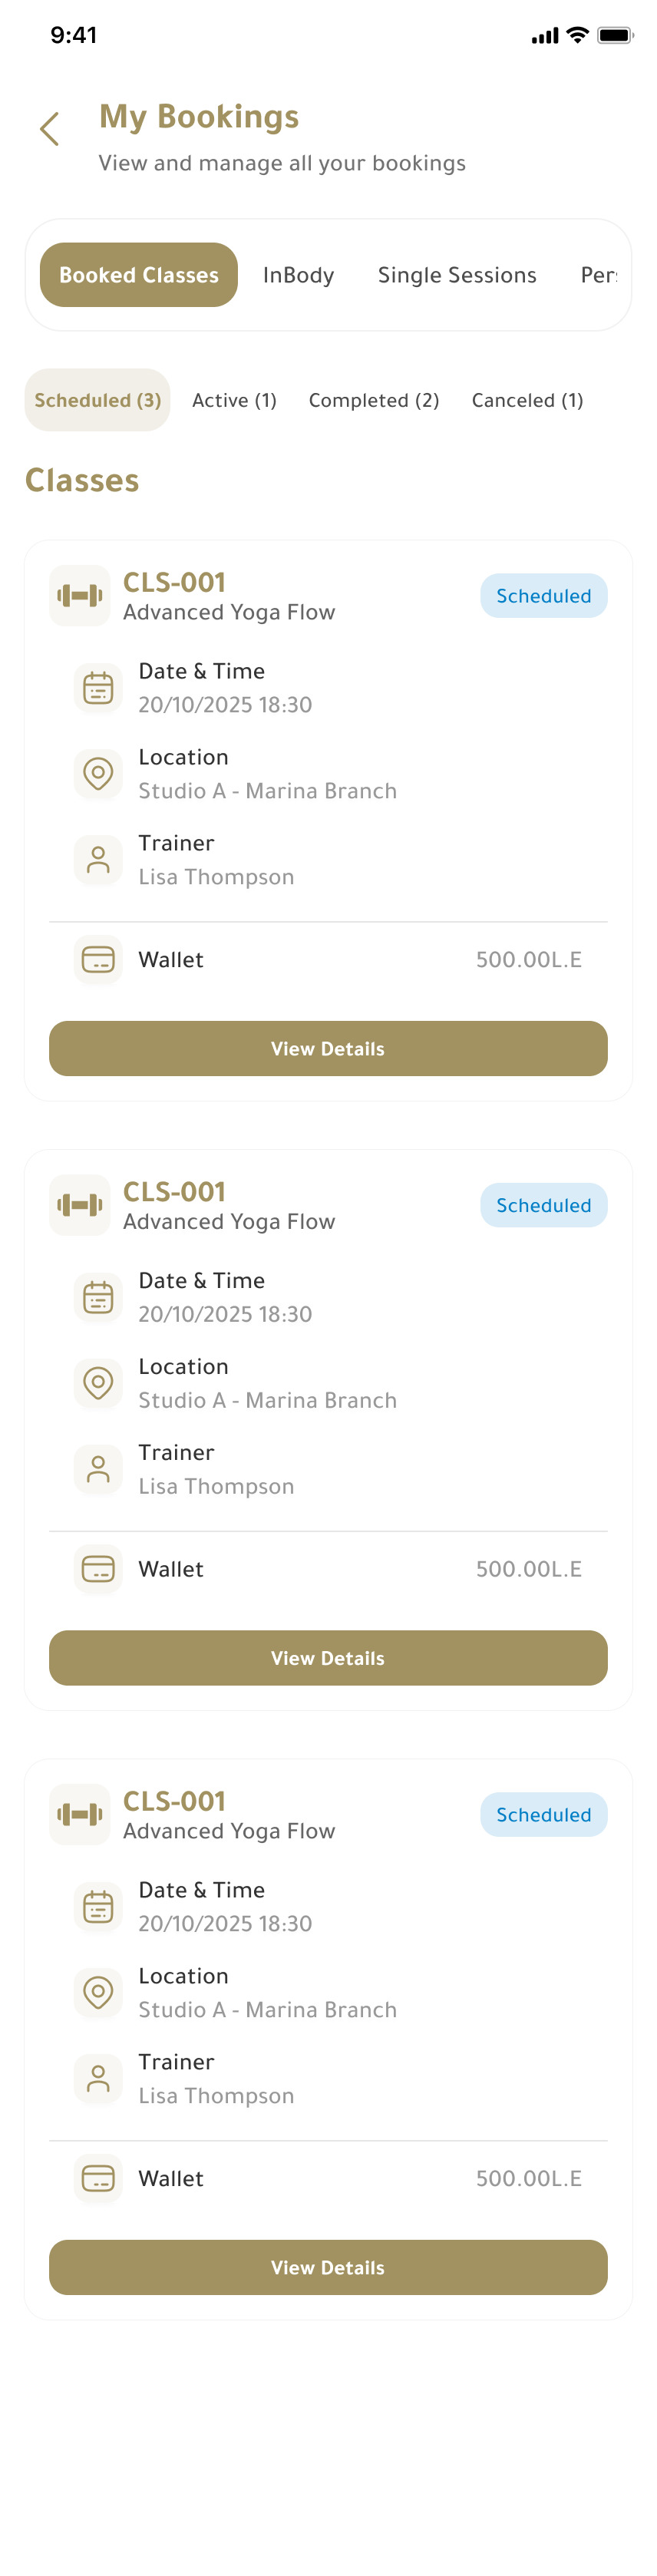 9:41
My Bookings
View and manage all your bookings
Booked Classes InBody Single Sessions Pers
Scheduled (3) Active (1) Completed (2) Canceled (1)
Classes
CLS-001
Advanced Yoga Flow
Scheduled
Date & Time
20/10/2025 18:30
Location
Studio A - Marina Branch
Trainer
Lisa Thompson
Wallet 500.00L.E
View Details
CLS-001
Advanced Yoga Flow
Scheduled
Date & Time
20/10/2025 18:30
Location
Studio A - Marina Branch
Trainer
Lisa Thompson
Wallet 500.00L.E
View Details
CLS-001
Advanced Yoga Flow
Scheduled
Date & Time
20/10/2025 18:30
Location
Studio A - Marina Branch
Trainer
Lisa Thompson
Wallet 500.00L.E
View Details